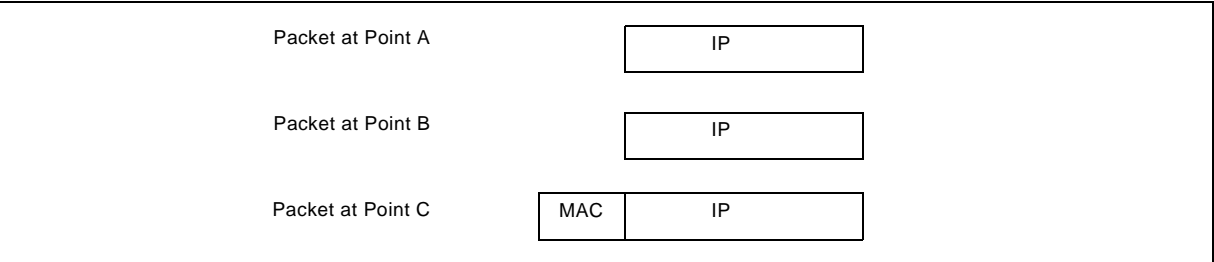 Packet at Point A IP
Packet at Point B IP
Packet at Point C MAC IP